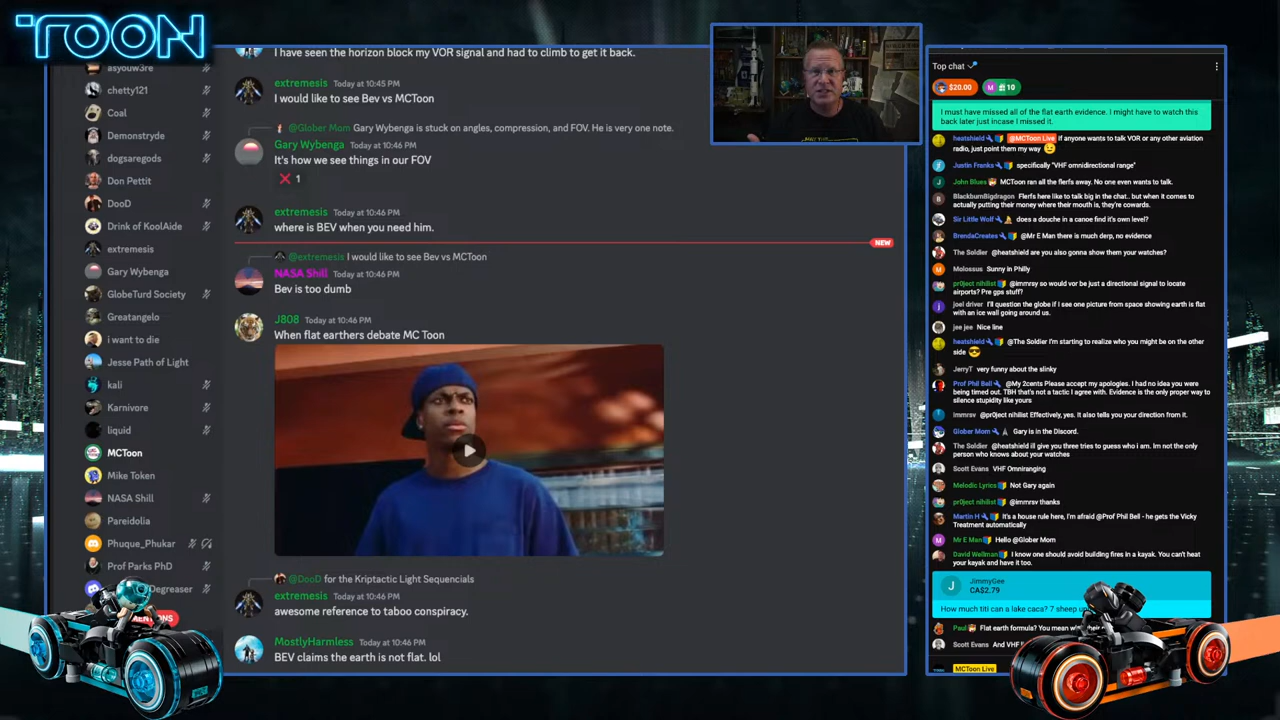 TOON
asyouw3re
chetty121
Coal
Demonstryde
dogsaregods
Don Pettit
DooD
Drink of KoolAide
extremesis
Gary Wybenga
GlobeTurd Society
Greatangelo
i want to die
Jesse Path of Light
kali
Karnivore
liquid
MCToon
Mike Token
NASA Shill
Pareidolia
Phuque_Phukar
Prof Parks PhD
Degreaser
I have seen the horizon block my VOR signal and had to climb to get it back.
extremesis Today at 10:45 PM
I would like to see Bev vs MCToon
@Glober Mom Gary Wybenga is stuck on angles, compression, and FOV. He is very one note.
Gary Wybenga Today at 10:46 PM
It's how we see things in our FOV
1
extremesis Today at 10:46 PM
where is BEV when you need him.
NEW
@extremesis I would like to see Bev vs MCToon
NASA Shill Today at 10:46 PM
Bev is too dumb
J808 Today at 10:46 PM
When flat earthers debate MC Toon
@DooD for the Kriptactic Light Sequencials
extremesis Today at 10:46 PM
awesome reference to taboo conspiracy.
MostlyHarmless Today at 10:46 PM
BEV claims the earth is not flat. lol
Top chat
$20.00
M 10
I must have missed all of the flat earth evidence. I might have to watch this
back later just incase I missed it.
heatshield @MCToon Live If anyone wants to talk VOR or any other aviation
radio, just point them my way
Justin Franks specifically "VHF omnidirectional range"
John Blues MCToon ran all the flerfs away. No one even wants to talk.
BlackburnBigdragon Flerfs here like to talk big in the chat.. but when it comes to
actually putting their money where their mouth is, they're cowards.
Sir Little Wolf does a douche in a canoe find it's own level?
BrendaCreates @Mr E Man there is much derp, no evidence
The Soldier @heatshield are you also gonna show them your watches?
Molossus Sunny in Philly
pr0ject nihilist @immrsy so would vor be just a directional signal to locate
airports? Pre gps stuff?
joel driver I'll question the globe if I see one picture from space showing earth is flat
with an ice wall going around us.
jee jee Nice line
heatshield @The Soldier I'm starting to realize who you might be on the other
side
JerryT very funny about the slinky
Prof Phil Bell @My 2cents Please accept my apologies. I had no idea you were
being timed out. TBH that's not a tactic I agree with. Evidence is the only proper way to
silence stupidity like yours
immrsv @pr0ject nihilist Effectively, yes. It also tells you your direction from it.
Glober Mom Gary is in the Discord.
The Soldier @heatshield ill give you three tries to guess who i am. Im not the only
person who knows about your watches
Scott Evans VHF Omniranging
Melodic Lyrics Not Gary again
pr0ject nihilist @immrsv thanks
Martin H It's a house rule here, I'm afraid @Prof Phil Bell - he gets the Vicky
Treatment automatically
Mr E Man Hello @Glober Mom
David Wellman I know one should avoid building fires in a kayak. You can't heat
your kayak and have it too.
J
JimmyGee
CA$2.79
How much titi can a lake caca? 7 sheep
Paul Flat earth formula? You mean
Scott Evans And VHF
MCToon Live